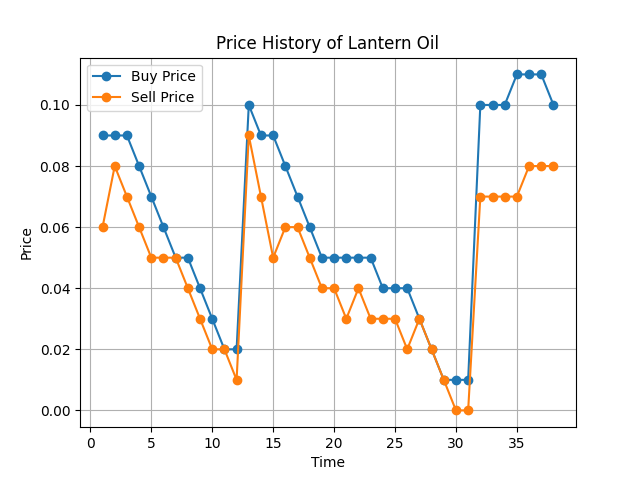 Price History of Lantern Oil
Buy Price
Sell Price
Price
0.10
0.08
0.06
0.04
0.02
0.00
0 5 10 15 20 25 30 35
Time